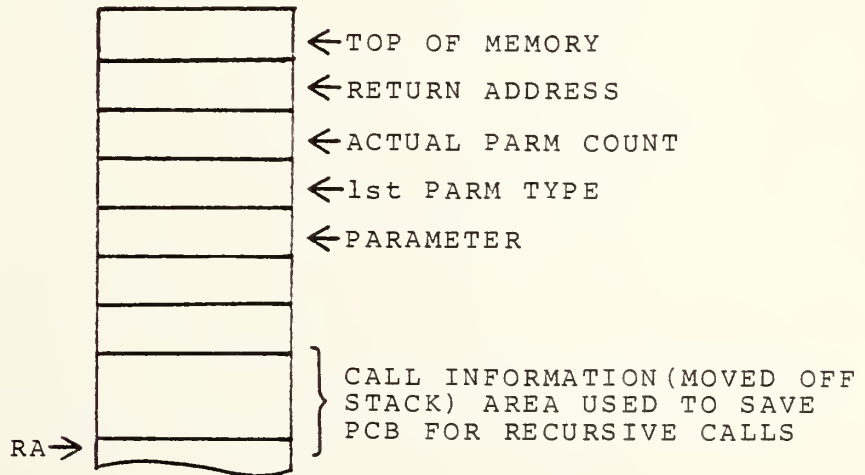 ←TOP OF MEMORY
←RETURN ADDRESS
←ACTUAL PARM COUNT
←1st PARM TYPE
←PARAMETER
CALL INFORMATION(MOVED OFF
STACK) AREA USED TO SAVE
PCB FOR RECURSIVE CALLS
RA→